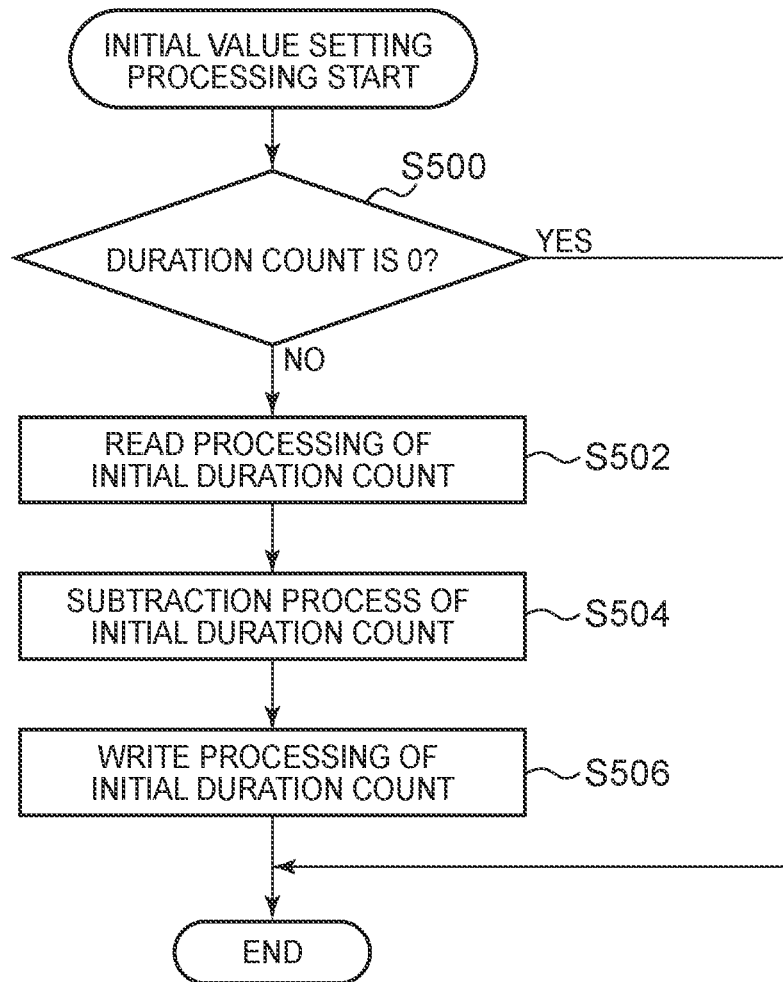 INITIAL VALUE SETTING
PROCESSING START
S500
DURATION COUNT IS 0?
YES
NO
READ PROCESSING OF
INITIAL DURATION COUNT
S502
SUBTRACTION PROCESS OF
INITIAL DURATION COUNT
S504
WRITE PROCESSING OF
INITIAL DURATION COUNT
S506
END